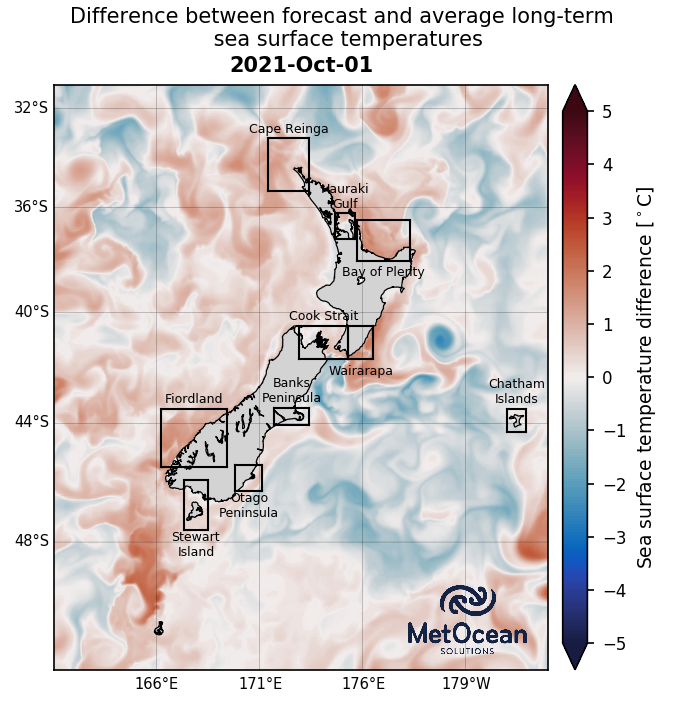 Difference between forecast and average long-term
sea surface temperatures
2021-Oct-01
32°S
36°S
40°S
44°S
48°S
166°E
171°E
176°E
179°W
Cape Reinga
Hauraki
Gulf
Bay of Plenty
Cook Strait
Wairarapa
Banks
Peninsula
Chatham
Islands
Fiordland
Otago
Peninsula
Stewart
Island
MetOcean
SOLUTIONS
5
4
3
2
1
0
−1
−2
−3
−4
−5
Sea surface temperature difference [°C]